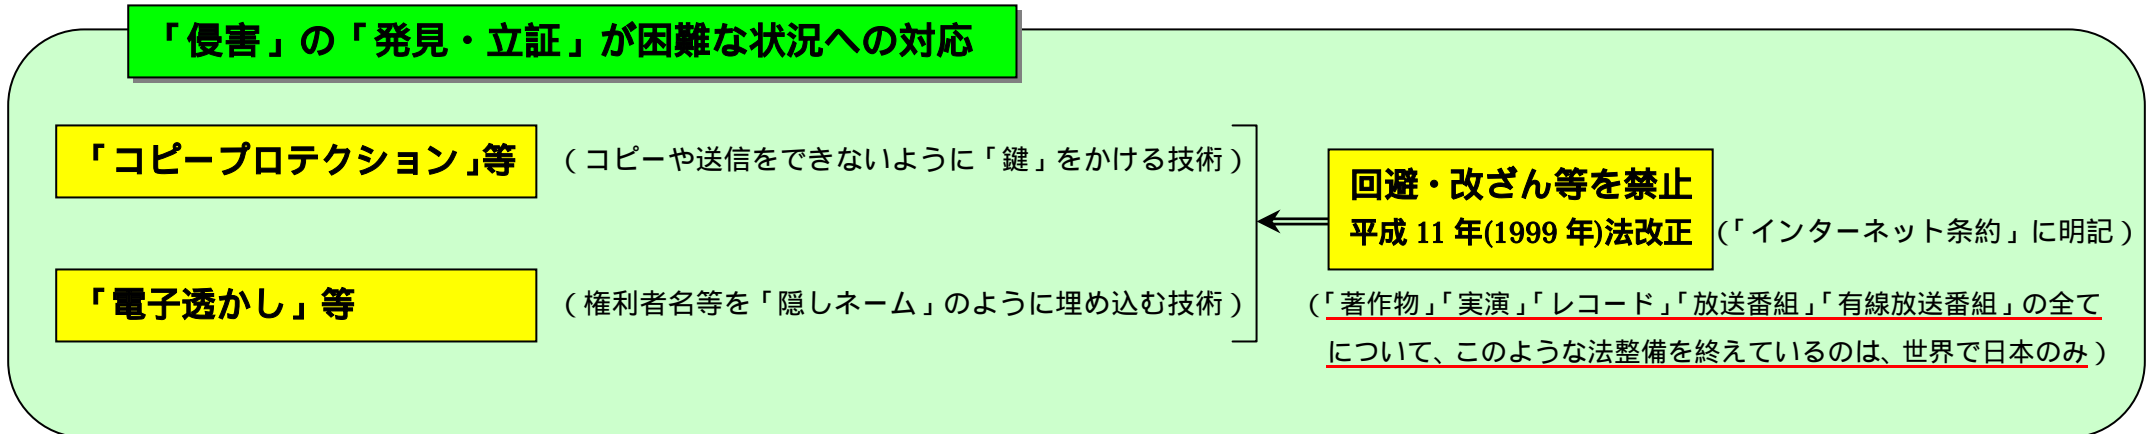 「侵害」の「発見・立証」が困難な状況への対応
「コピープロテクション」等 (コピーや送信をできないように「鍵」をかける技術)
回避・改ざん等を禁止
平成 11 年(1999 年)法改正 (「インターネット条約」に明記)
「電子透かし」等 (権利者名等を「隠しネーム」のように埋め込む技術)
(「著作物」「実演」「レコード」「放送番組」「有線放送番組」の全て
について、このような法整備を終えているのは、世界で日本のみ)